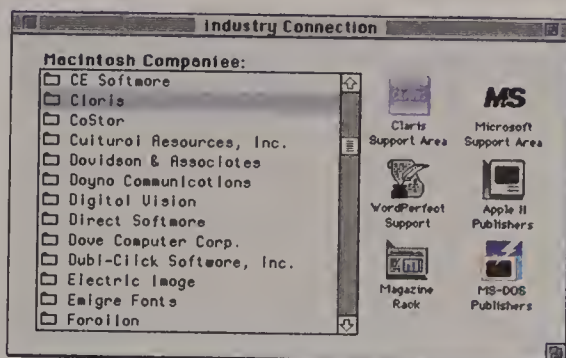 Industry Connection
Macintosh Companies:
CE Software
Claris
CoStor
Cultural Resources, Inc.
Davidson & Associates
Dayna Communications
Digital Vision
Direct Software
Dove Computer Corp.
Dubl-Click Software, Inc.
Electric Image
Emigre Fonts
Farallon
Claris
Support Area
MS
Microsoft
Support Area
WordPerfect
Support
Apple II
Publishers
Magazine
Rack
MS-DOS
Publishers